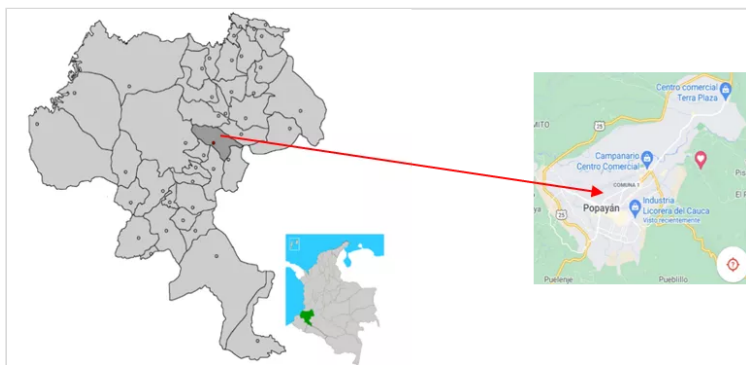 Centro comercial
Terra Plaza
25
Campanario
Centro Comercial
COMUNA 1
Popayán
Industria
Licorera del Cauca
Visto recientemente
25
Puelenje
Pueblillo